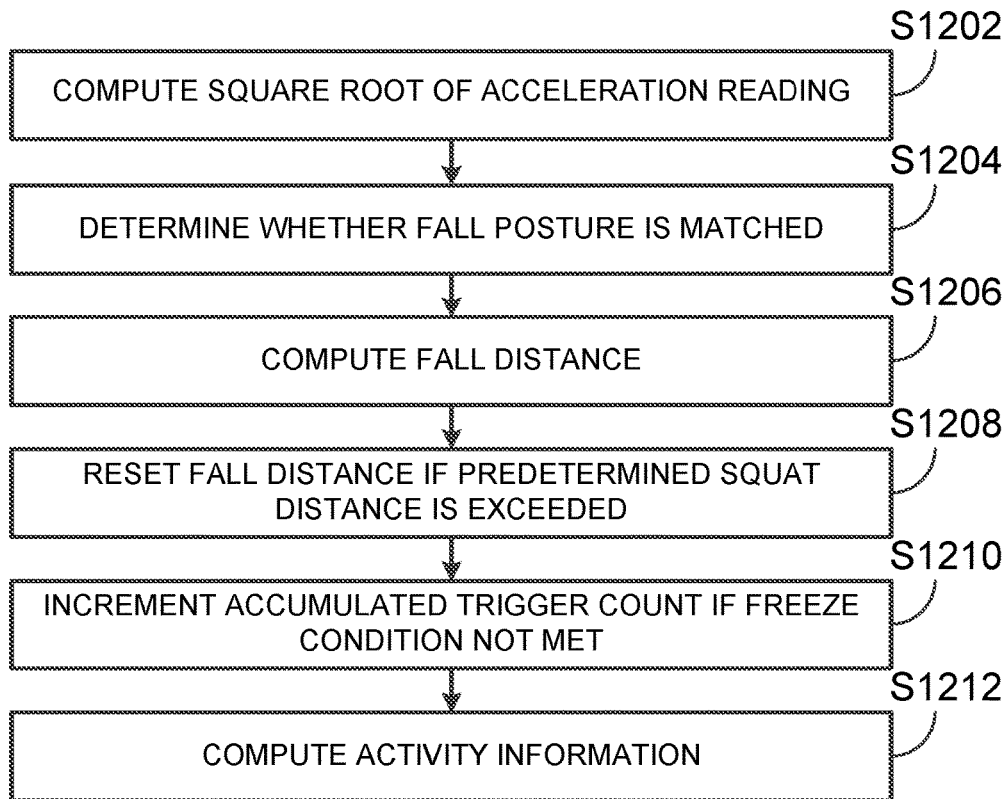 S1202
COMPUTE SQUARE ROOT OF ACCELERATION READING
S1204
DETERMINE WHETHER FALL POSTURE IS MATCHED
S1206
COMPUTE FALL DISTANCE
S1208
RESET FALL DISTANCE IF PREDETERMINED SQUAT
DISTANCE IS EXCEEDED
S1210
INCREMENT ACCUMULATED TRIGGER COUNT IF FREEZE
CONDITION NOT MET
S1212
COMPUTE ACTIVITY INFORMATION